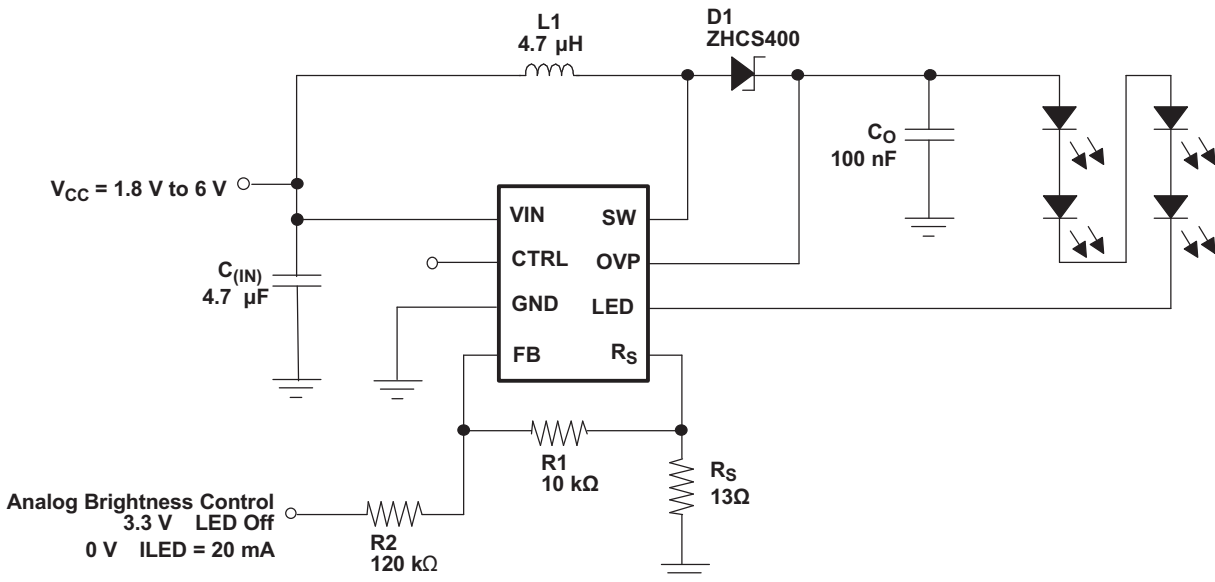 L1
4.7 µH
D1
ZHCS400
CO
100 nF
VCC = 1.8 V to 6 V
C(IN)
4.7 µF
VIN
SW
CTRL
OVP
GND
LED
FB
RS
R1
10 kΩ
RS
13Ω
Analog Brightness Control
3.3 V LED Off
0 V ILED = 20 mA
R2
120 kΩ